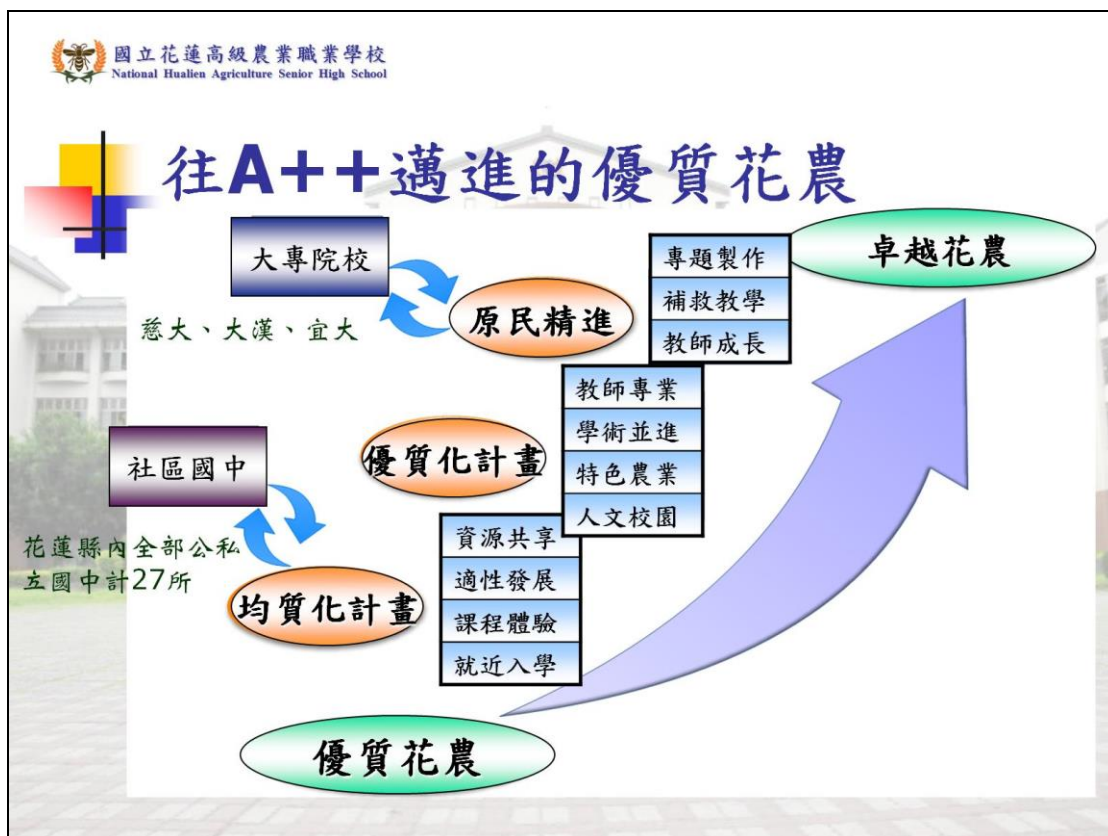 國立花蓮高級農業職業學校
National Hualien Agriculture Senior High School
往A++邁進的優質花農
大專院校
慈大、大漢、宜大
原民精進
專題製作
補救教學
教師成長
卓越花農
社區國中
花蓮縣內全部公私
立國中計27所
優質化計畫
教師專業
學術並進
特色農業
人文校園
均質化計畫
資源共享
適性發展
課程體驗
就近入學
優質花農